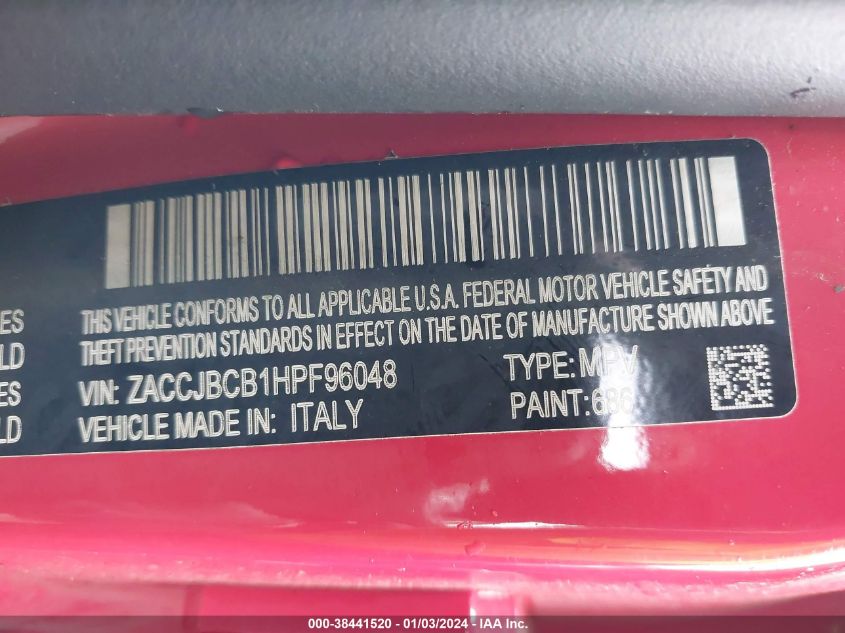 THIS VEHICLE CONFORMS TO ALL APPLICABLE U.S.A. FEDERAL MOTOR VEHICLE SAFETY AND
ES
THEFT PREVENTION STANDARDS IN EFFECT ON THE DATE OF MANUFACTURE SHOWN ABOVE
LD
VIN: ZACCJBCB1HPF96048 TYPE: MPV
ES
VEHICLE MADE IN: ITALY PAINT:686
LD
000-38441520 - 01/03/2024 - IAA Inc.